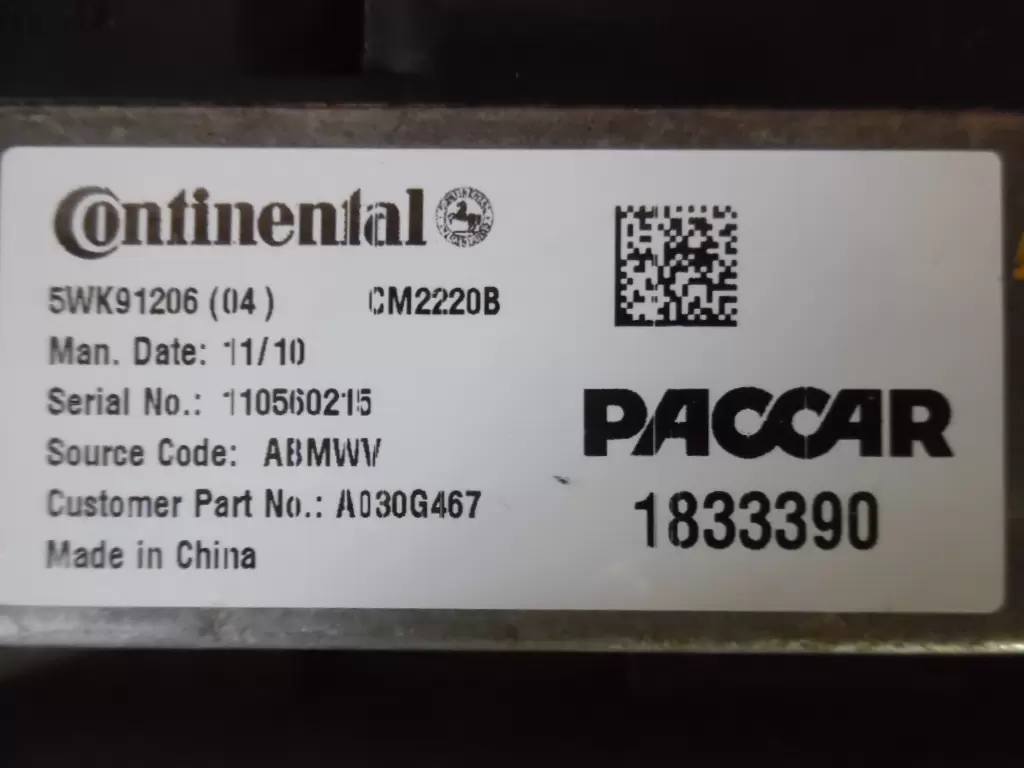 Continental
5WK91206 (04) CM2220B
Man. Date: 11/10
Serial No.: 110560215
Source Code: ABMWV
Customer Part No.: A030G467
Made in China
PACCAR
1833390